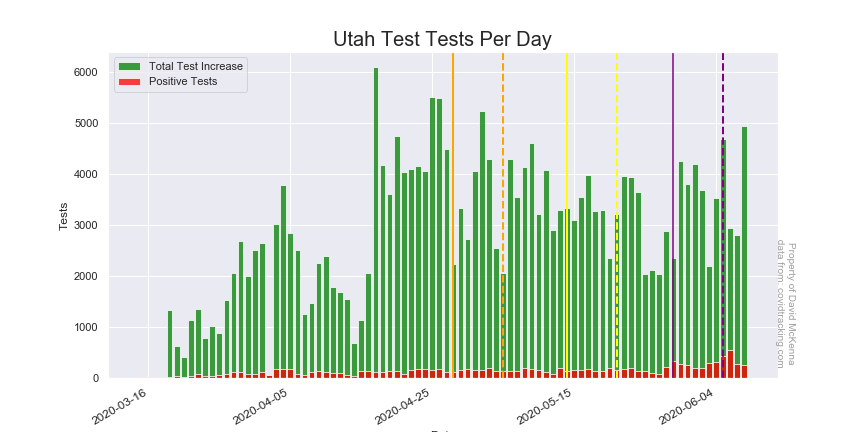 Utah Test Tests Per Day
Total Test Increase
Positive Tests
6000
5000
4000
3000
2000
1000
0
Tests
2020-03-16
2020-04-05
2020-04-25
2020-05-15
2020-06-04
Property of David McKenna
data from: covidtracking.com